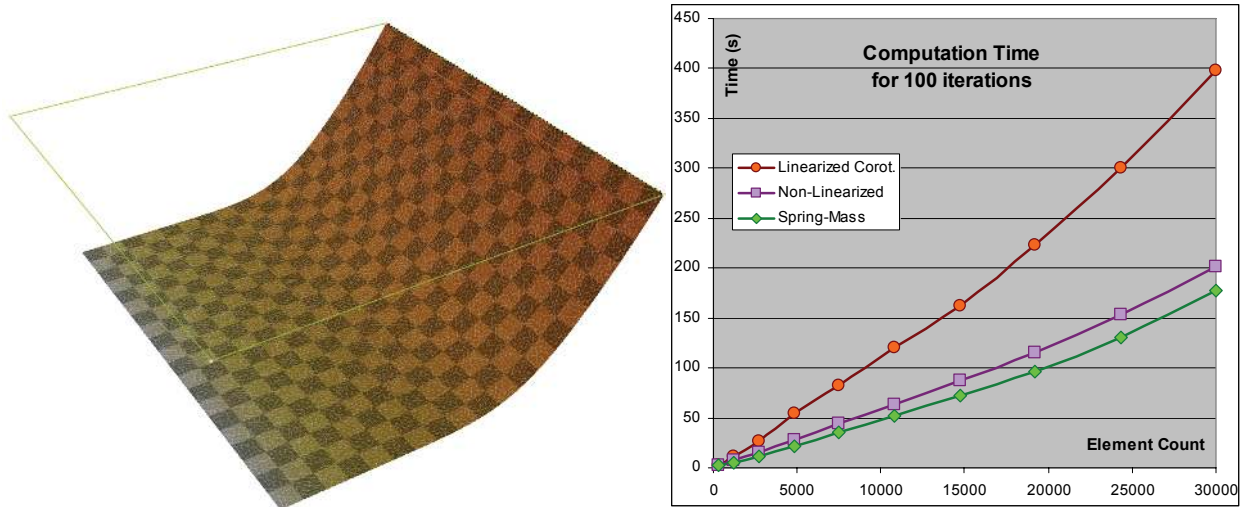 450
400
350
300
250
200
150
100
50
0
Time (s)
Computation Time
for 100 iterations
Linearized Corot.
Non-Linearized
Spring-Mass
Element Count
0 5000 10000 15000 20000 25000 30000